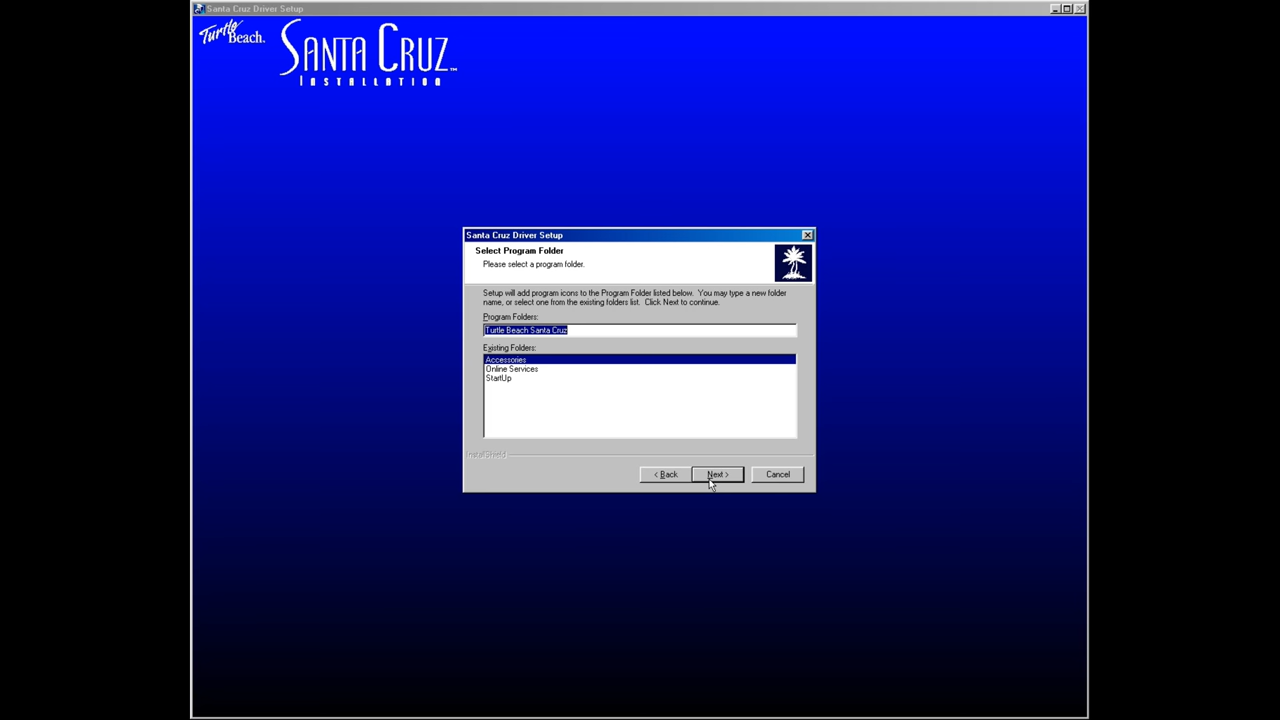 Santa Cruz Driver Setup
Turtle Beach.
SANTA CRUZ™
INSTALLATION
Santa Cruz Driver Setup
Select Program Folder
Please select a program folder.
Setup will add program icons to the Program Folder listed below. You may type a new folder
name, or select one from the existing folders list. Click Next to continue.
Program Folders:
Turtle Beach Santa Cruz
Existing Folders:
Accessories
Online Services
StartUp
InstallShield
< Back Next > Cancel